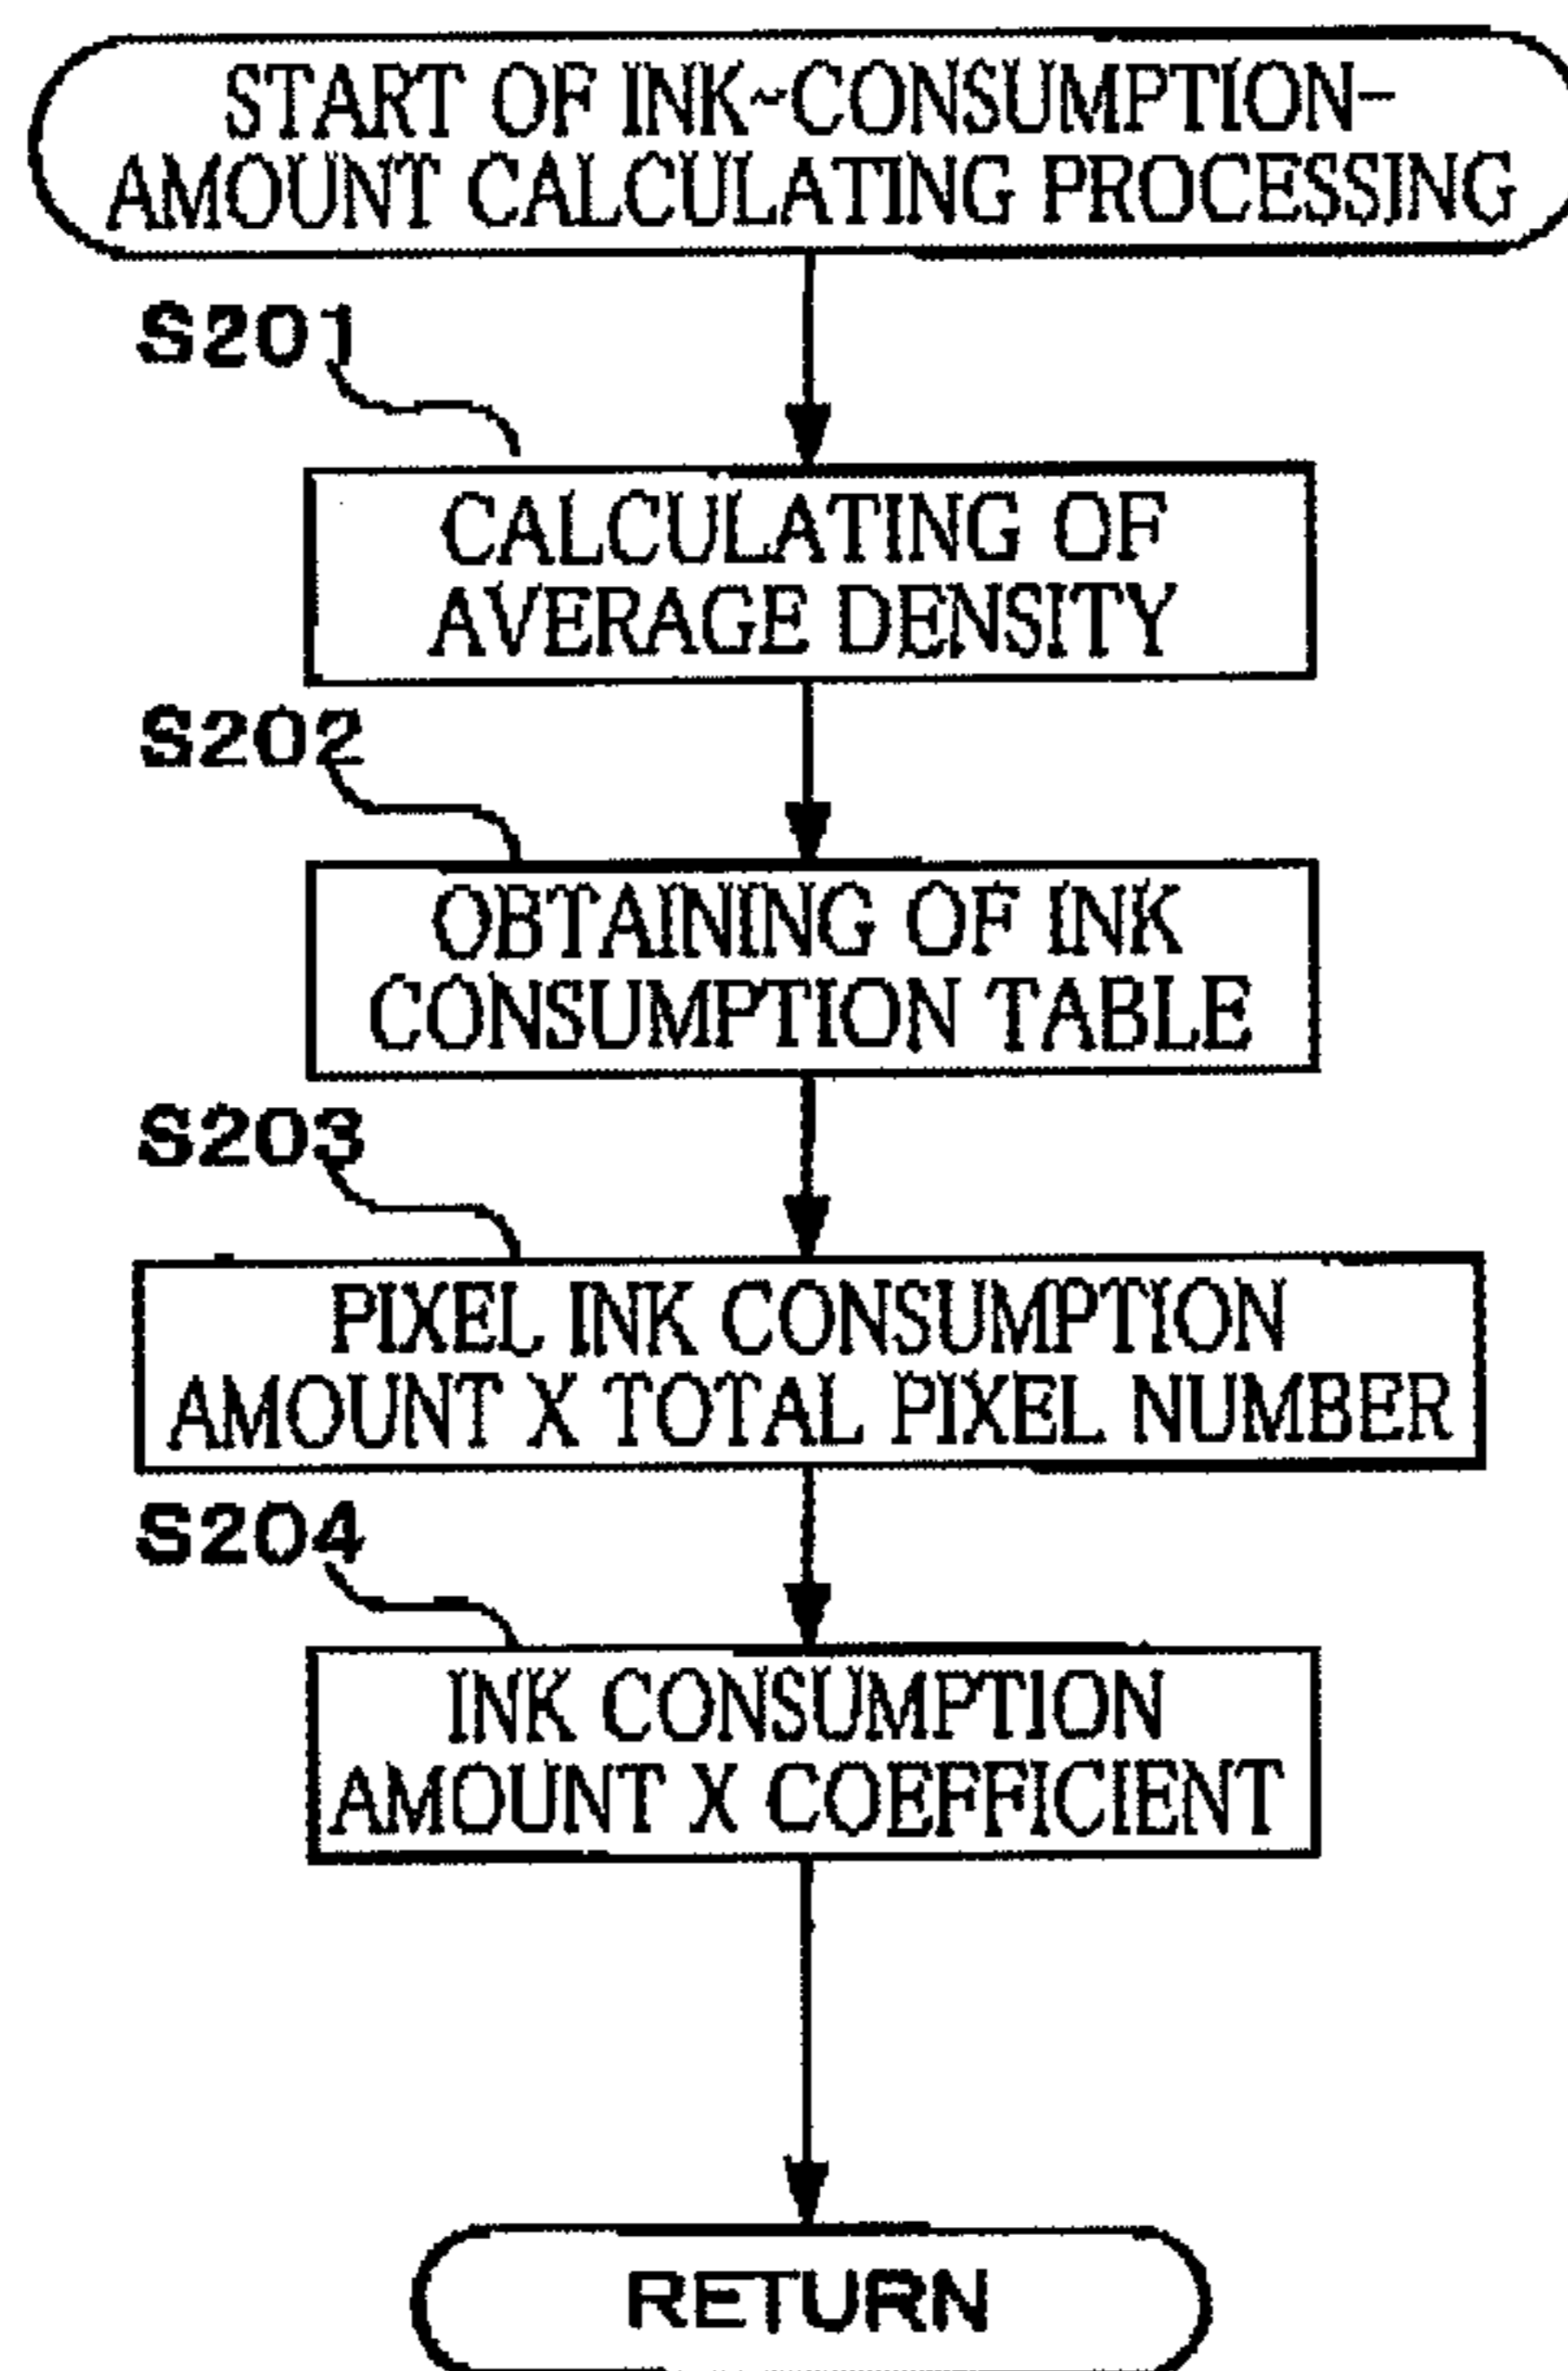 START OF INK-CONSUMPTION-
AMOUNT CALCULATING PROCESSING
S201
CALCULATING OF
AVERAGE DENSITY
S202
OBTAINING OF INK
CONSUMPTION TABLE
S203
PIXEL INK CONSUMPTION
AMOUNT X TOTAL PIXEL NUMBER
S204
INK CONSUMPTION
AMOUNT X COEFFICIENT
RETURN